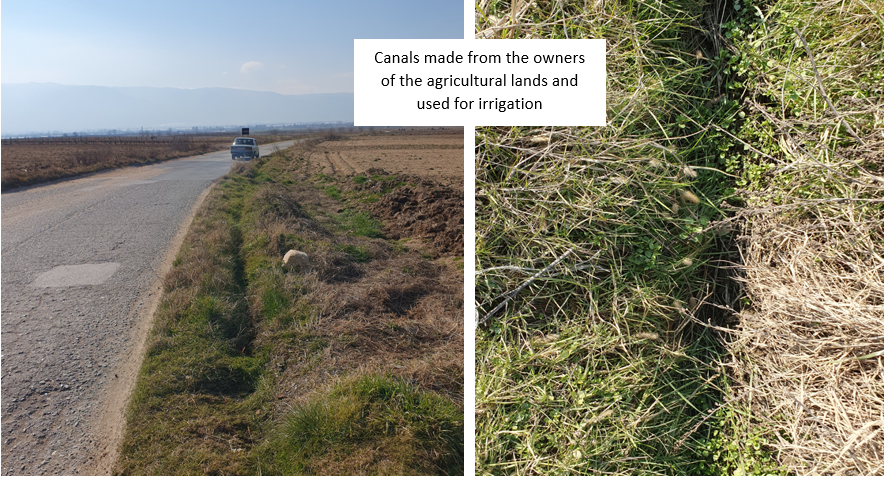 Canals made from the owners
of the agricultural lands and
used for irrigation